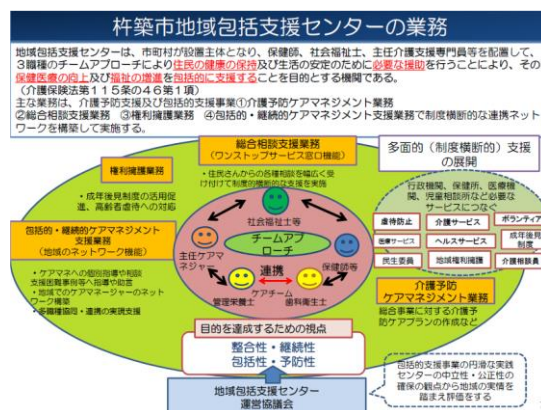 杵築市地域包括支援センターの業務
地域包括支援センターは、市町村が設置主体となり、保健師、社会福祉士、主任介護支援専門員等を配置して、
３職種のチームアプローチにより住民の健康の保持及び生活の安定のために必要な援助を行うことにより、その
保健医療の向上及び福祉の増進を包括的に支援することを目的とする機関である。
（介護保険法第１１５条の４６第１項）
主な業務は、介護予防支援及び包括的支援事業①介護予防ケアマネジメント業務
②総合相談支援業務　③権利擁護業務　④包括的・継続的ケアマネジメント支援業務で制度横断的な連携ネット
ワークを構築して実施する。
総合相談支援業務
（ワンストップサービス窓口機能）
・住民さんからの各種相談を幅広く受
け付けて制度的横断的な支援を実施
多面的（制度横断的）支援
の展開
行政機関、保健所、医療機
関、児童相談所など必要な
サービスにつなぐ
虐待防止
介護サービス
ボランティア
医療サービス
ヘルスサービス
成年後見
制度
民生委員
地域権利擁護
介護相談員
権利擁護業務
・成年後見制度の活用促
進、高齢者虐待への対応
包括的・継続的ケアマネジメント
支援業務
（地域のネットワーク機能）
・ケアマネへの個別指導や相談
支援困難事例等へ指導や助言
・地域でのケアマネージャーのネット
ワーク構築
・多職種協同・連携の実現支援
社会福祉士等
チームアプ
ローチ
主任ケアマ
ネジャー
保健師等
連携
ケアチーム
管理栄養士
歯科衛生士
介護予防
ケアマネジメント業務
総合事業に対する介護予
防ケアプランの作成など
目的を達成するための視点
整合性・継続性
包括性・予防性
地域包括支援センター
運営協議会
包括的支援事業の円滑な実践
センターの中立性・公正性の
確保の観点から地域の実情を
踏まえ評価をする